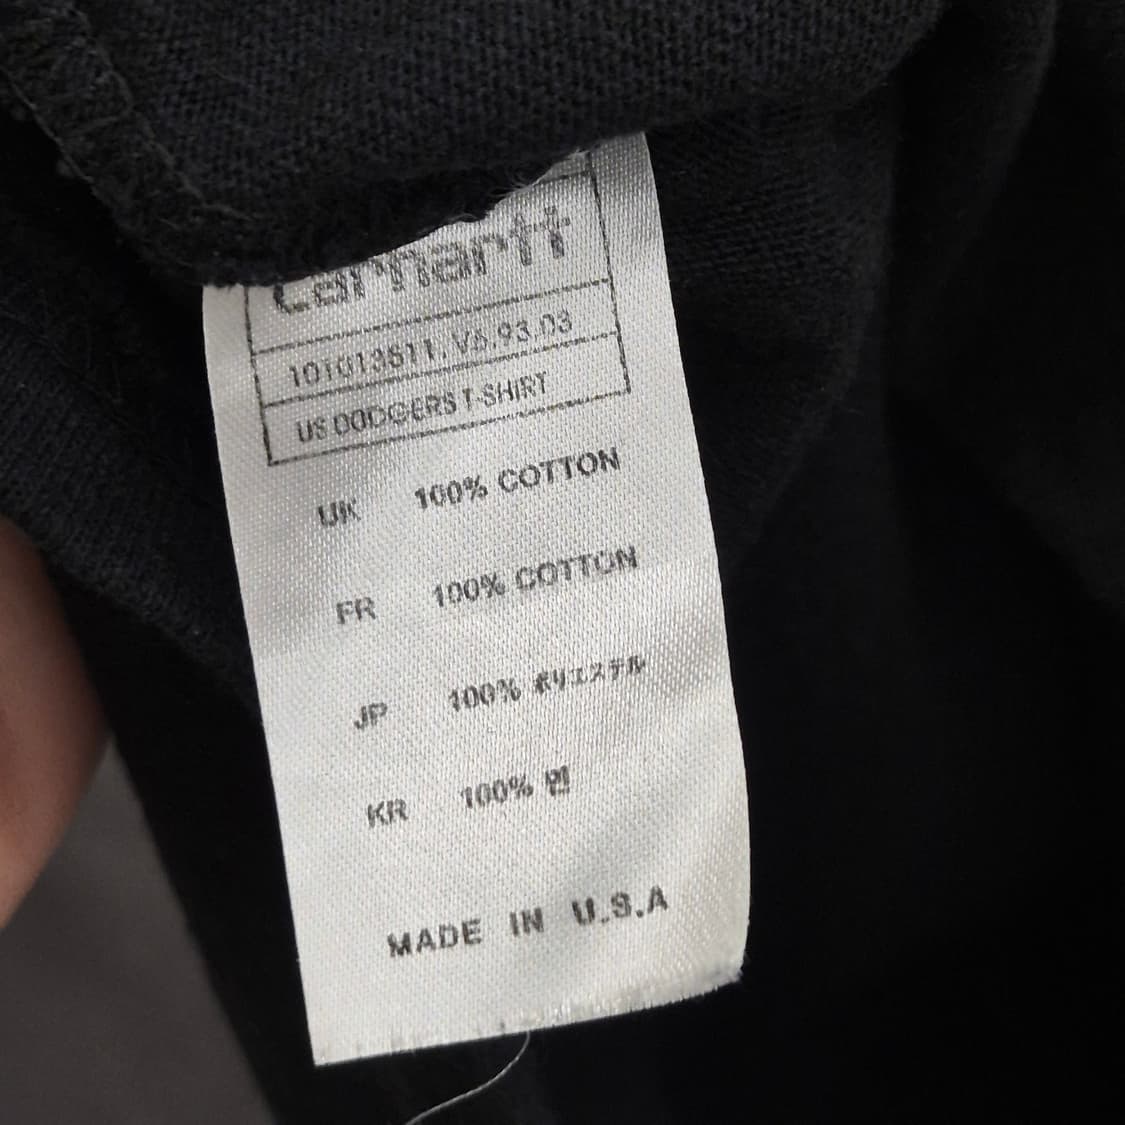 carhartt
101013511.VA.93.03
US DODGERS T-SHIRT
UK 100% COTTON
FR 100% COTTON
JP 100% ポリエステル
KR 100% 면
MADE IN U.S.A